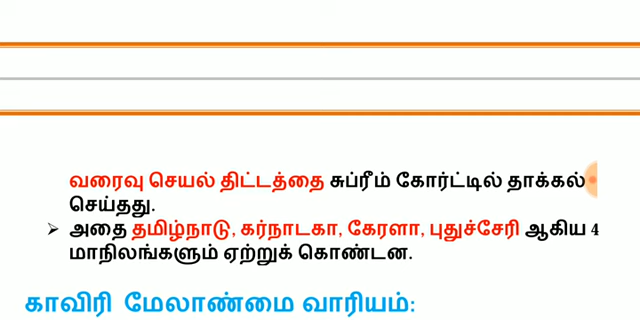 வரைவு செயல் திட்டத்தை சுப்ரீம் கோர்ட்டில் தாக்கல்
செய்தது.
➢ அதை தமிழ்நாடு, கர்நாடகா, கேரளா, புதுச்சேரி ஆகிய 4
மாநிலங்களும் ஏற்றுக் கொண்டன.
காவிரி மேலாண்மை வாரியம்: